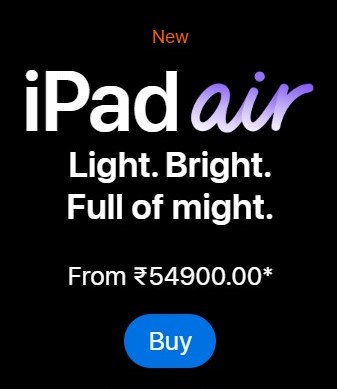 New
iPad air
Light. Bright.
Full of might.
From ₹54900.00*
Buy